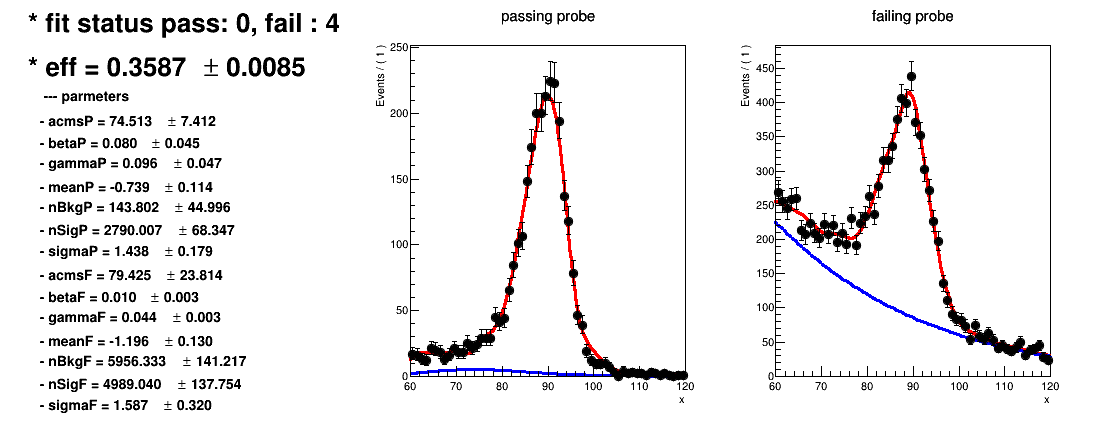 * fit status pass: 0, fail : 4
* eff = 0.3587 ± 0.0085
--- parmeters
- acmsP = 74.513 ± 7.412
- betaP = 0.080 ± 0.045
- gammaP = 0.096 ± 0.047
- meanP = -0.739 ± 0.114
- nBkgP = 143.802 ± 44.996
- nSigP = 2790.007 ± 68.347
- sigmaP = 1.438 ± 0.179
- acmsF = 79.425 ± 23.814
- betaF = 0.010 ± 0.003
- gammaF = 0.044 ± 0.003
- meanF = -1.196 ± 0.130
- nBkgF = 5956.333 ± 141.217
- nSigF = 4989.040 ± 137.754
- sigmaF = 1.587 ± 0.320
passing probe
Events / ( 1 )
250
200
150
100
50
0
60 70 80 90 100 110 120
x
failing probe
Events / ( 1 )
450
400
350
300
250
200
150
100
50
0
60 70 80 90 100 110 120
x